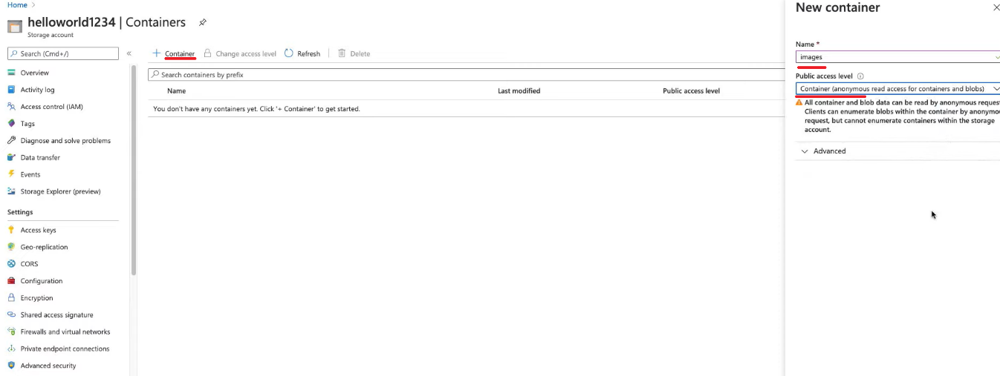 Home
helloworld1234 | Containers
Storage account
Search (Cmd+/)
Overview
Activity log
Access control (IAM)
Tags
Diagnose and solve problems
Data transfer
Events
Storage Explorer (preview)
Settings
Access keys
Geo-replication
CORS
Configuration
Encryption
Shared access signature
Firewalls and virtual networks
Private endpoint connections
Advanced security
+ Container Change access level Refresh Delete
Search containers by prefix
Name Last modified Public access level
You don't have any containers yet. Click '+ Container' to get started.
New container
Name *
images
Public access level
Container (anonymous read access for containers and blobs)
All container and blob data can be read by anonymous request
Clients can enumerate blobs within the container by anonymou
request, but cannot enumerate containers within the storage
account.
Advanced